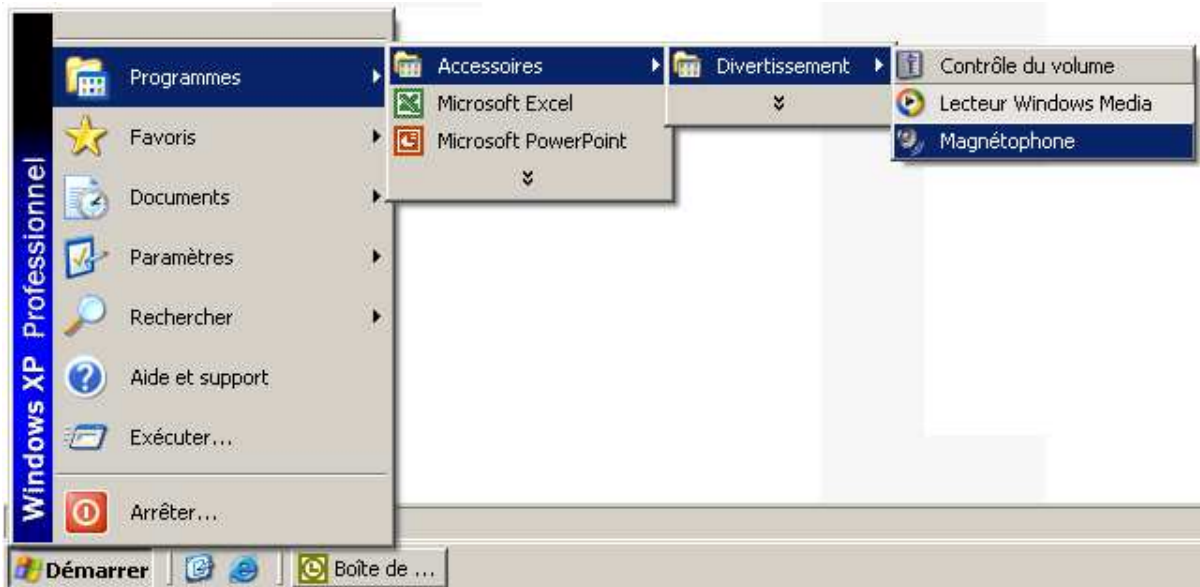 Windows XP Professionnel
Programmes
Favoris
Documents
Paramètres
Rechercher
Aide et support
Exécuter...
Arrêter...
Accessoires
Microsoft Excel
Microsoft PowerPoint
Divertissement
Contrôle du volume
Lecteur Windows Media
Magnétophone
Démarrer
Boîte de ...